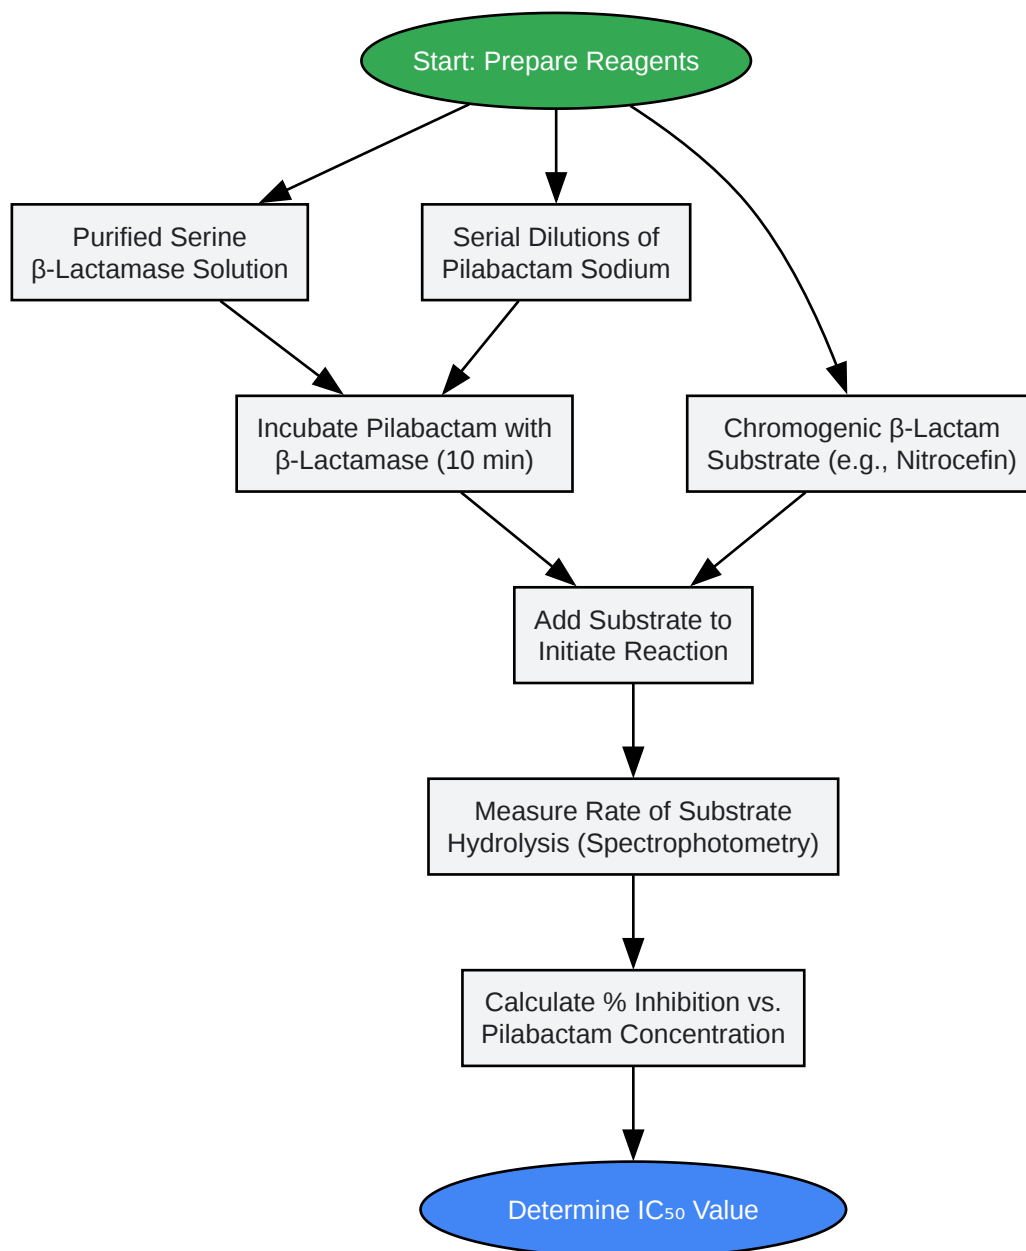 Start: Prepare Reagents
Purified Serine
β-Lactamase Solution
Serial Dilutions of
Pilabactam Sodium
Incubate Pilabactam with
β-Lactamase (10 min)
Chromogenic β-Lactam
Substrate (e.g., Nitrocefin)
Add Substrate to
Initiate Reaction
Measure Rate of Substrate
Hydrolysis (Spectrophotometry)
Calculate % Inhibition vs.
Pilabactam Concentration
Determine IC₅₀ Value